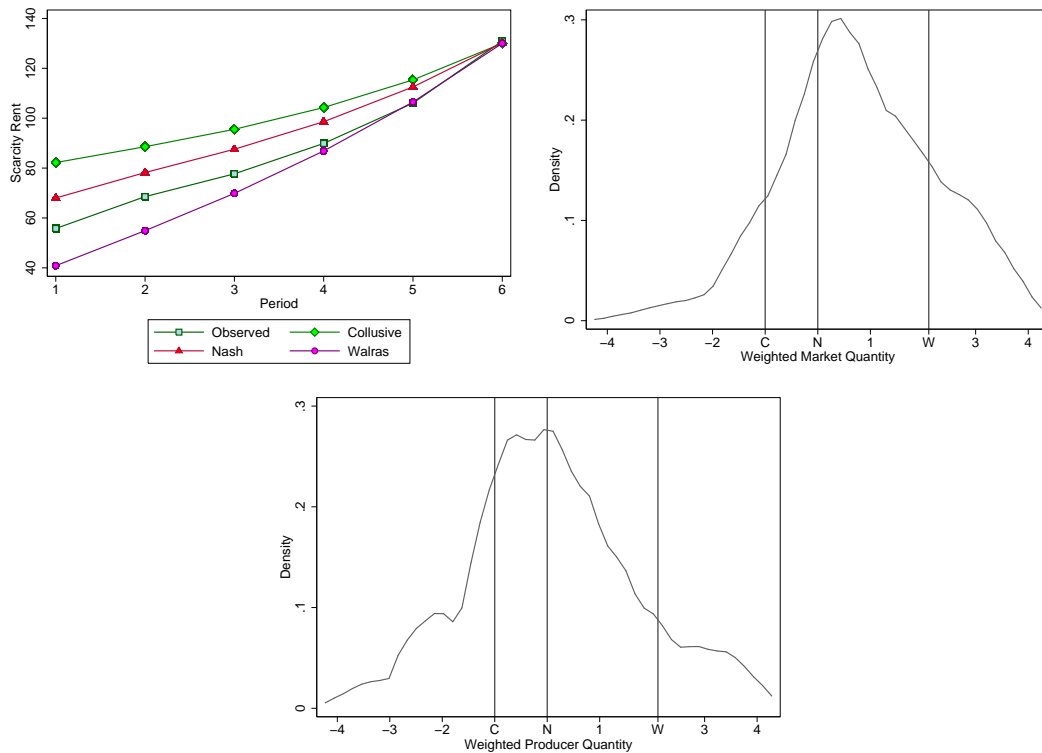 140
120
100
80
60
40
Scarcity Rent
1 2 3 4 5 6
Period
Observed Collusive
Nash Walras
.3
.2
.1
0
Density
−4 −3 −2 C N 1 W 3 4
Weighted Market Quantity
.3
.2
.1
0
Density
−4 −3 −2 C N 1 W 3 4
Weighted Producer Quantity